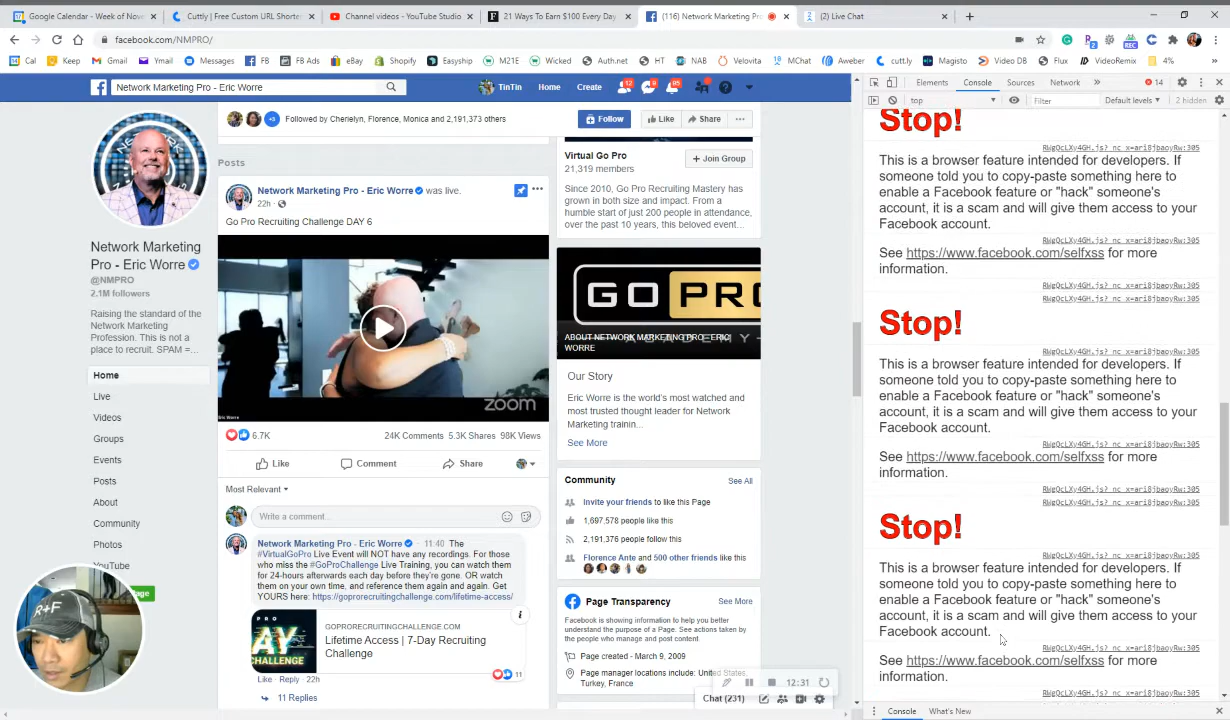 Google Calendar - Week of Novem
Cuttly | Free Custom URL Shorten
Channel videos - YouTube Studio
21 Ways To Earn $100 Every Day
(116) Network Marketing Pro
(2) Live Chat
facebook.com/NMPRO/
Cal
Keep
Gmail
Ymail
Easyship
M21E
FB
FB Ads
eBay
Shopify
Easyship
M21E
Wicked
Auth.net
HT
NAB
Velovita
MChat
Aweber
cutt.ly
Magisto
Video DB
Flux
VideoRemix
4%
Network Marketing Pro - Eric Worre
TinTin
Home
Create
Network Marketing
Pro - Eric Worre
@NMPRO
2.1M followers
Raising the standard of the
Network Marketing
Profession. This is not a
place to recruit. SPAM =...
Home
Live
Videos
Groups
Events
Posts
About
Community
Photos
YouTube
R+F
Followed by Cherielyn, Florence, Monica and 2,191,373 others
Follow
Like
Share
Posts
Network Marketing Pro - Eric Worre was live.
22h
Go Pro Recruiting Challenge DAY 6
Eric Worre
zoom
6.7K
24K Comments 5.3K Shares 98K Views
Like
Comment
Share
Most Relevant
Write a comment...
Network Marketing Pro - Eric Worre 11:40 The
#VirtualGoPro Live Event will NOT have any recordings. For those
who miss the #GoProChallenge Live Training, you can watch them
for 24-hours afterwards each day before they're gone. OR watch
them on your own time, and reference them again and again. Get
YOURS here: https://goprorecruitingchallenge.com/lifetime-access/
AY
CHALLENGE
GOPRORECRUITINGCHALLENGE.COM
Lifetime Access | 7-Day Recruiting
Challenge
Like · Reply · 22h
11
11 Replies
Virtual Go Pro
21,319 members
+ Join Group
Since 2010, Go Pro Recruiting Mastery has
grown in both size and impact. From a
humble start of just 200 people in attendance,
over the past 10 years, this beloved event...
GO PRO
ABOUT NETWORK MARKETING PRO - ERIC
WORRE
Our Story
Eric Worre is the world's most watched and
most trusted thought leader for Network
Marketing trainin...
See More
Community
See All
Invite your friends to like this Page
1,697,578 people like this
2,191,376 people follow this
Florence Ante and 500 other friends like this
Page Transparency
See More
Facebook is showing information to help you better
understand the purpose of a Page. See actions taken by
the people who manage and post content
Page created - March 9, 2009
Page manager locations include: United States,
Turkey, France
12:31
Chat (231)
Elements
Console
Sources
Network
14
top
Filter
Default levels
2 hidden
Stop!
This is a browser feature intended for developers. If
someone told you to copy-paste something here to
enable a Facebook feature or "hack" someone's
account, it is a scam and will give them access to your
Facebook account.
See https://www.facebook.com/selfxss for more
information.
Stop!
This is a browser feature intended for developers. If
someone told you to copy-paste something here to
enable a Facebook feature or "hack" someone's
account, it is a scam and will give them access to your
Facebook account.
See https://www.facebook.com/selfxss for more
information.
Stop!
This is a browser feature intended for developers. If
someone told you to copy-paste something here to
enable a Facebook feature or "hack" someone's
account, it is a scam and will give them access to your
Facebook account.
See https://www.facebook.com/selfxss for more
information.
Console
What's New